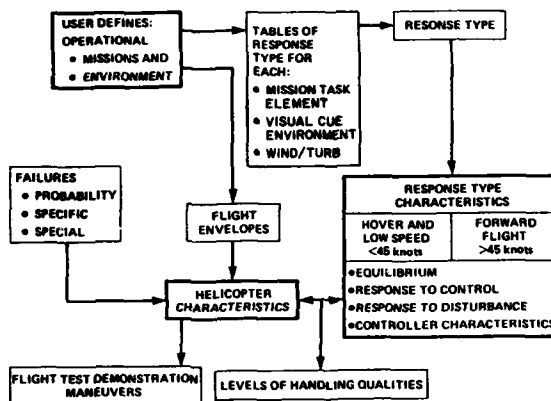 USER DEFINES:
OPERATIONAL
• MISSIONS AND
• ENVIRONMENT
TABLES OF
RESPONSE
TYPE FOR
EACH:
• MISSION TASK
ELEMENT
• VISUAL CUE
ENVIRONMENT
• WIND/TURB
RESONSE TYPE
FAILURES
• PROBABILITY
• SPECIFIC
• SPECIAL
FLIGHT
ENVELOPES
RESPONSE TYPE
CHARACTERISTICS
HOVER AND
LOW SPEED
<45 knots
FORWARD
FLIGHT
>45 knots
•EQUILIBRIUM
•RESPONSE TO CONTROL
•RESPONSE TO DISTURBANCE
•CONTROLLER CHARACTERISTICS
HELICOPTER
CHARACTERISTICS
FLIGHT TEST DEMONSTRATION
MANEUVERS
LEVELS OF HANDLING QUALITIES